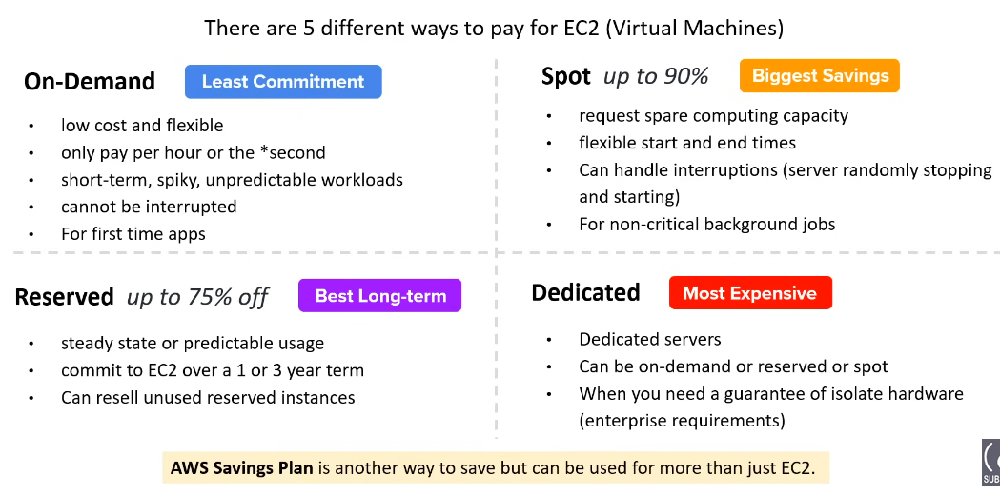 There are 5 different ways to pay for EC2 (Virtual Machines)
On-Demand Least Commitment
• low cost and flexible
• only pay per hour or the *second
• short-term, spiky, unpredictable workloads
• cannot be interrupted
• For first time apps
Spot up to 90% Biggest Savings
• request spare computing capacity
• flexible start and end times
• Can handle interruptions (server randomly stopping
and starting)
• For non-critical background jobs
Reserved up to 75% off Best Long-term
• steady state or predictable usage
• commit to EC2 over a 1 or 3 year term
• Can resell unused reserved instances
Dedicated Most Expensive
• Dedicated servers
• Can be on-demand or reserved or spot
• When you need a guarantee of isolate hardware
(enterprise requirements)
AWS Savings Plan is another way to save but can be used for more than just EC2.
SUB